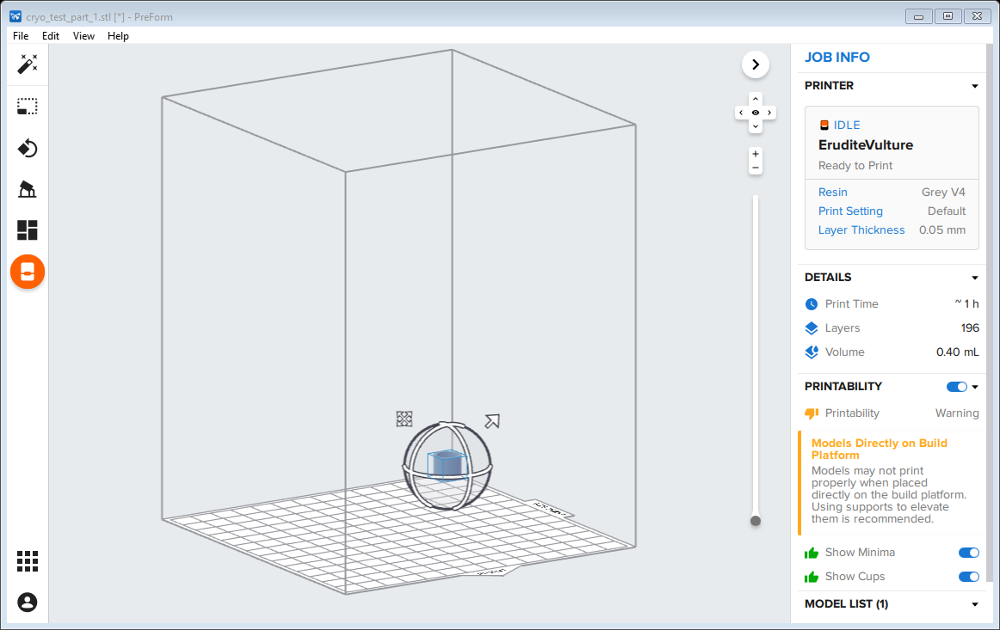 cryo_test_part_1.stl [*] - PreForm
File Edit View Help
JOB INFO
PRINTER
IDLE
EruditeVulture
Ready to Print
Resin Grey V4
Print Setting Default
Layer Thickness 0.05 mm
DETAILS
Print Time ~ 1 h
Layers 196
Volume 0.40 mL
PRINTABILITY
Printability Warning
Models Directly on Build
Platform
Models may not print
properly when placed
directly on the build platform.
Using supports to elevate
them is recommended.
Show Minima
Show Cups
MODEL LIST (1)